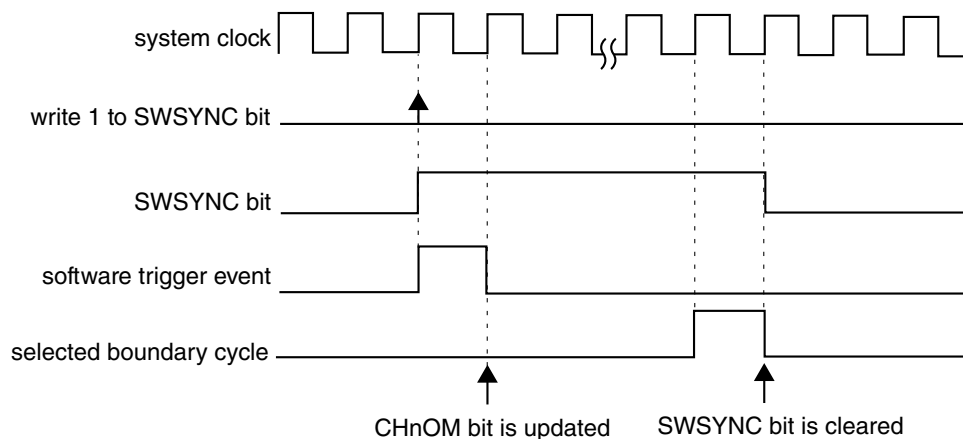 system clock
write 1 to SWSYNC bit
SWSYNC bit
software trigger event
selected boundary cycle
CHnOM bit is updated
SWSYNC bit is cleared